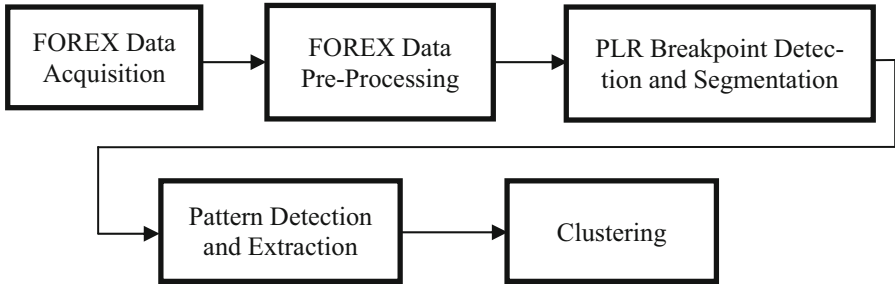 FOREX Data
Acquisition
FOREX Data
Pre-Processing
PLR Breakpoint Detec-
tion and Segmentation
Pattern Detection
and Extraction
Clustering